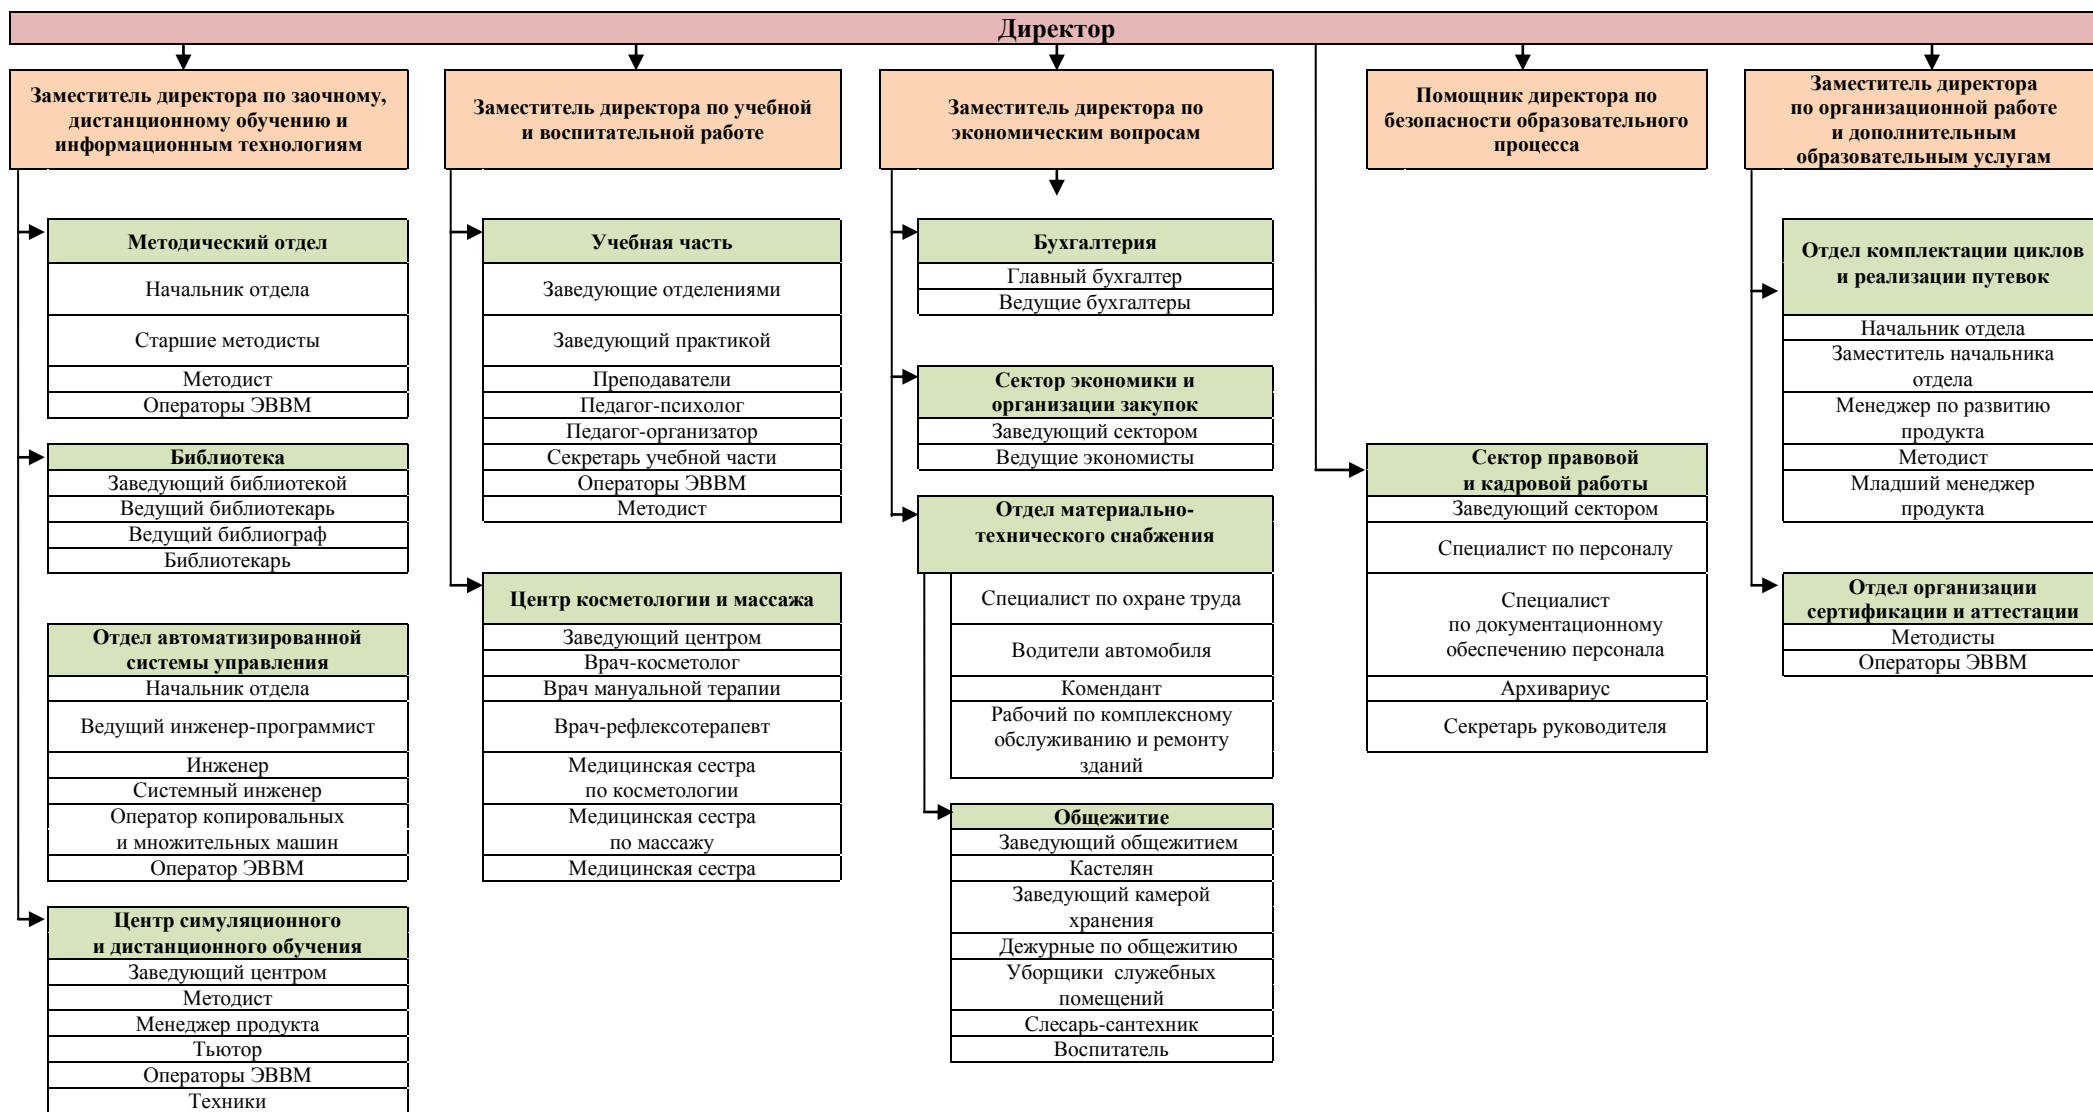 Директор
Заместитель директора по заочному,
дистанционному обучению и
информационным технологиям
Методический отдел
Начальник отдела
Старшие методисты
Методист
Операторы ЭВВМ
Библиотека
Заведующий библиотекой
Ведущий библиотекарь
Ведущий библиограф
Библиотекарь
Отдел автоматизированной
системы управления
Начальник отдела
Ведущий инженер-программист
Инженер
Системный инженер
Оператор копировальных
и множительных машин
Оператор ЭВВМ
Центр симуляционного
и дистанционного обучения
Заведующий центром
Методист
Менеджер продукта
Тьютор
Операторы ЭВВМ
Техники
Заместитель директора по учебной
и воспитательной работе
Учебная часть
Заведующие отделениями
Заведующий практикой
Преподаватели
Педагог-психолог
Педагог-организатор
Секретарь учебной части
Операторы ЭВВМ
Методист
Центр косметологии и массажа
Заведующий центром
Врач-косметолог
Врач мануальной терапии
Врач-рефлексотерапевт
Медицинская сестра
по косметологии
Медицинская сестра
по массажу
Медицинская сестра
Заместитель директора по
экономическим вопросам
Бухгалтерия
Главный бухгалтер
Ведущие бухгалтеры
Сектор экономики и
организации закупок
Заведующий сектором
Ведущие экономисты
Отдел материально-
технического снабжения
Специалист по охране труда
Водители автомобиля
Комендант
Рабочий по комплексному
обслуживанию и ремонту
зданий
Общежитие
Заведующий общежитием
Кастелян
Заведующий камерой
хранения
Дежурные по общежитию
Уборщики служебных
помещений
Слесарь-сантехник
Воспитатель
Помощник директора по
безопасности образовательного
процесса
Сектор правовой
и кадровой работы
Заведующий сектором
Специалист по персоналу
Специалист
по документационному
обеспечению персонала
Архивариус
Секретарь руководителя
Заместитель директора
по организационной работе
и дополнительным
образовательным услугам
Отдел комплектации циклов
и реализации путевок
Начальник отдела
Заместитель начальника
отдела
Менеджер по развитию
продукта
Методист
Младший менеджер
продукта
Отдел организации
сертификации и аттестации
Методисты
Операторы ЭВВМ